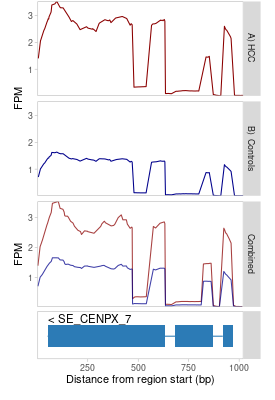 3
2
1
A) HCC
FPM
3
2
1
B) Controls
3
2
1
Combined
FPM
< SE_CENPX_7
250
500
750
1000
Distance from region start (bp)